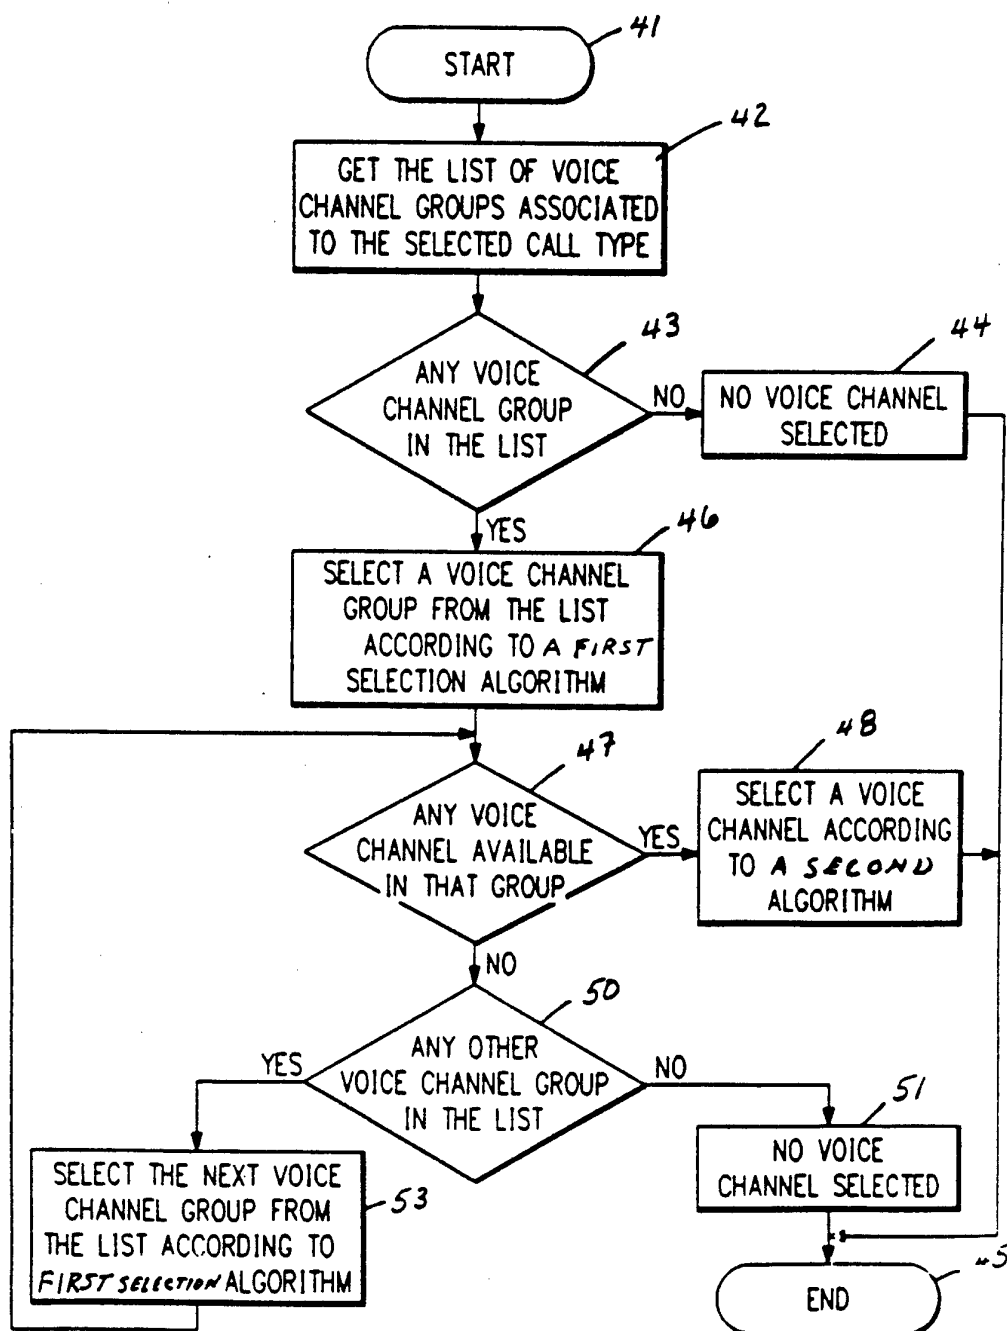 41
START
42
GET THE LIST OF VOICE
CHANNEL GROUPS ASSOCIATED
TO THE SELECTED CALL TYPE
43
ANY VOICE
CHANNEL GROUP
IN THE LIST
NO
44
NO VOICE CHANNEL
SELECTED
YES
46
SELECT A VOICE CHANNEL
GROUP FROM THE LIST
ACCORDING TO A FIRST
SELECTION ALGORITHM
47
ANY VOICE
CHANNEL AVAILABLE
IN THAT GROUP
YES
48
SELECT A VOICE
CHANNEL ACCORDING
TO A SECOND
ALGORITHM
NO
50
ANY OTHER
VOICE CHANNEL GROUP
IN THE LIST
YES
NO
51
NO VOICE
CHANNEL SELECTED
53
SELECT THE NEXT VOICE
CHANNEL GROUP FROM
THE LIST ACCORDING TO
FIRST SELECTION ALGORITHM
45
END